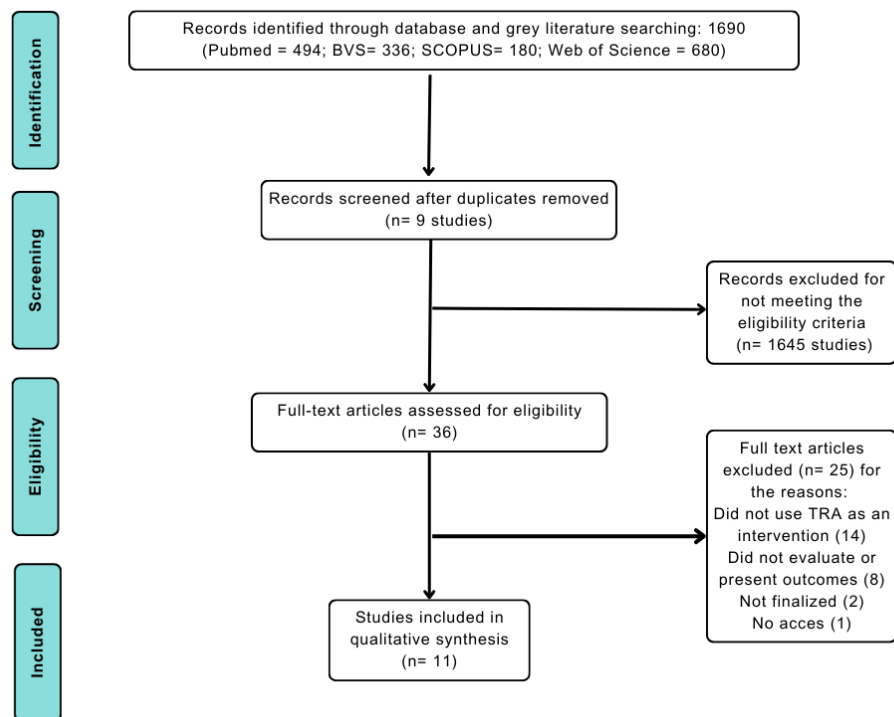 Identification
Records identified through database and grey literature searching: 1690
(Pubmed = 494; BVS= 336; SCOPUS= 180; Web of Science = 680)
Screening
Records screened after duplicates removed
(n= 9 studies)
Records excluded for
not meeting the
eligibility criteria
(n= 1645 studies)
Eligibility
Full-text articles assessed for eligibility
(n= 36)
Full text articles
excluded (n= 25) for
the reasons:
Did not use TRA as an
intervention (14)
Did not evaluate or
present outcomes (8)
Not finalized (2)
No acces (1)
Included
Studies included in
qualitative synthesis
(n= 11)